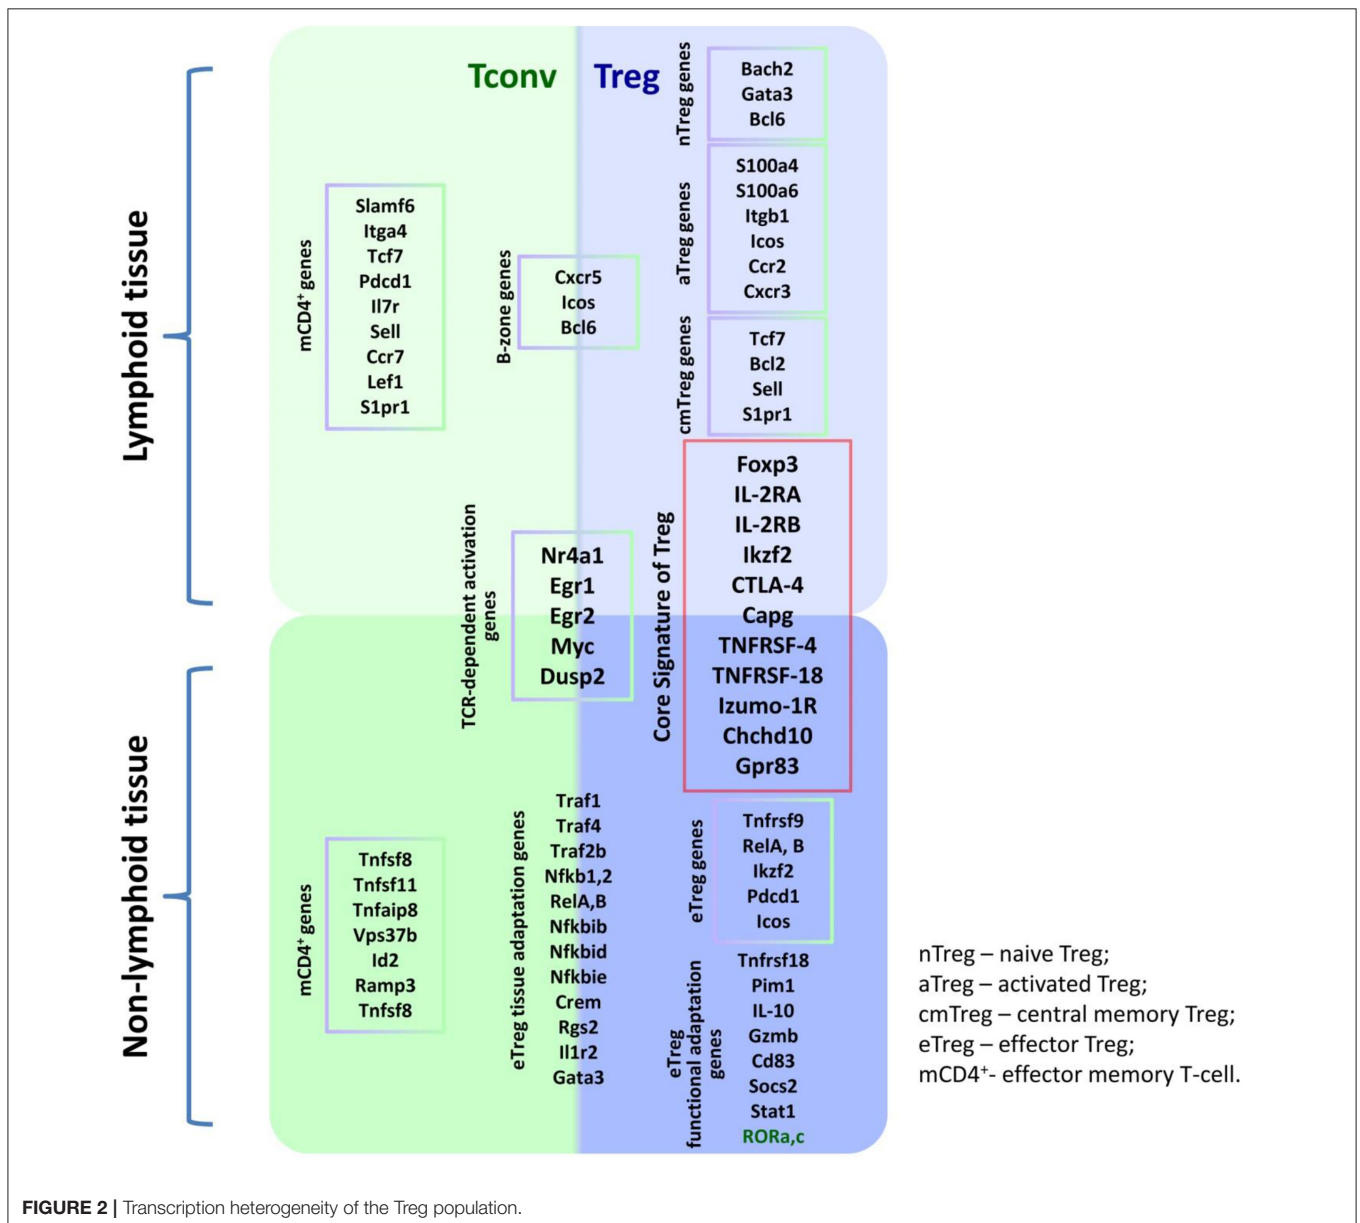 Tconv
Treg
Lymphoid tissue
mCD4⁺ genes
Slamf6
Itga4
Tcf7
Pdcd1
Il7r
Sell
Ccr7
Lef1
S1pr1
B-zone genes
Cxcr5
Icos
Bcl6
nTreg genes
Bach2
Gata3
Bcl6
aTreg genes
S100a4
S100a6
Itgb1
Icos
Ccr2
Cxcr3
cmTreg genes
Tcf7
Bcl2
Sell
S1pr1
TCR-dependent activation
genes
Nr4a1
Egr1
Egr2
Myc
Dusp2
Core Signature of Treg
Foxp3
IL-2RA
IL-2RB
Ikzf2
CTLA-4
Capg
TNFRSF-4
TNFRSF-18
Izumo-1R
Chchd10
Gpr83
Non-lymphoid tissue
mCD4⁺ genes
Tnfsf8
Tnfsf11
Tnfaip8
Vps37b
Id2
Ramp3
Tnfsf8
eTreg tissue adaptation genes
Traf1
Traf4
Traf2b
Nfkb1,2
RelA,B
Nfkbib
Nfkbid
Nfkbie
Crem
Rgs2
Il1r2
Gata3
eTreg genes
Tnfrsf9
RelA, B
Ikzf2
Pdcd1
Icos
eTreg
functional adaptation
genes
Tnfrsf18
Pim1
IL-10
Gzmb
Cd83
Socs2
Stat1
RORa,c
nTreg – naive Treg;
aTreg – activated Treg;
cmTreg – central memory Treg;
eTreg – effector Treg;
mCD4⁺- effector memory T-cell.
FIGURE 2 | Transcription heterogeneity of the Treg population.